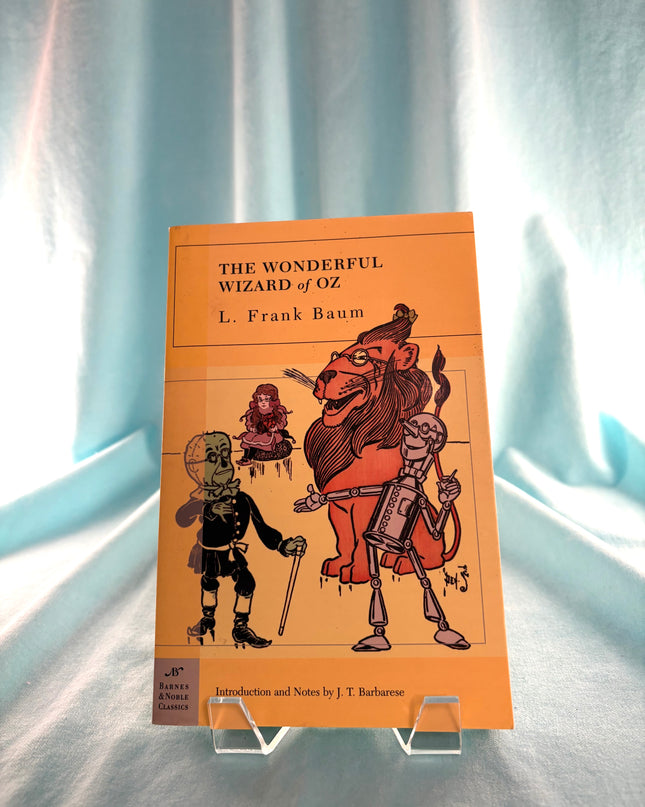 THE WONDERFUL
WIZARD of OZ
L. Frank Baum
BARNES
& NOBLE
CLASSICS
Introduction and Notes by J. T. Barbarese